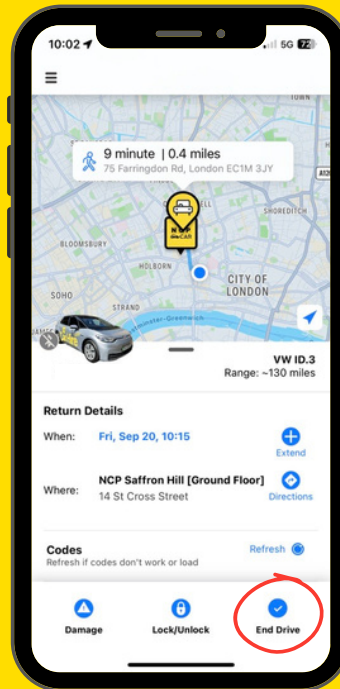 10:02
5G 72
TOWN
9 minute | 0.4 miles
75 Farringdon Rd, London EC1M 3JY
NCP
CAR
SHOREDITCH
BLOOMSBURY
HOLBORN
CITY OF
LONDON
SOHO
STRAND
VW ID.3
Range: ~130 miles
Return Details
When: Fri, Sep 20, 10:15
Extend
Where: NCP Saffron Hill [Ground Floor]
14 St Cross Street
Directions
Codes
Refresh
Refresh if codes don't work or load
Damage
Lock/Unlock
End Drive